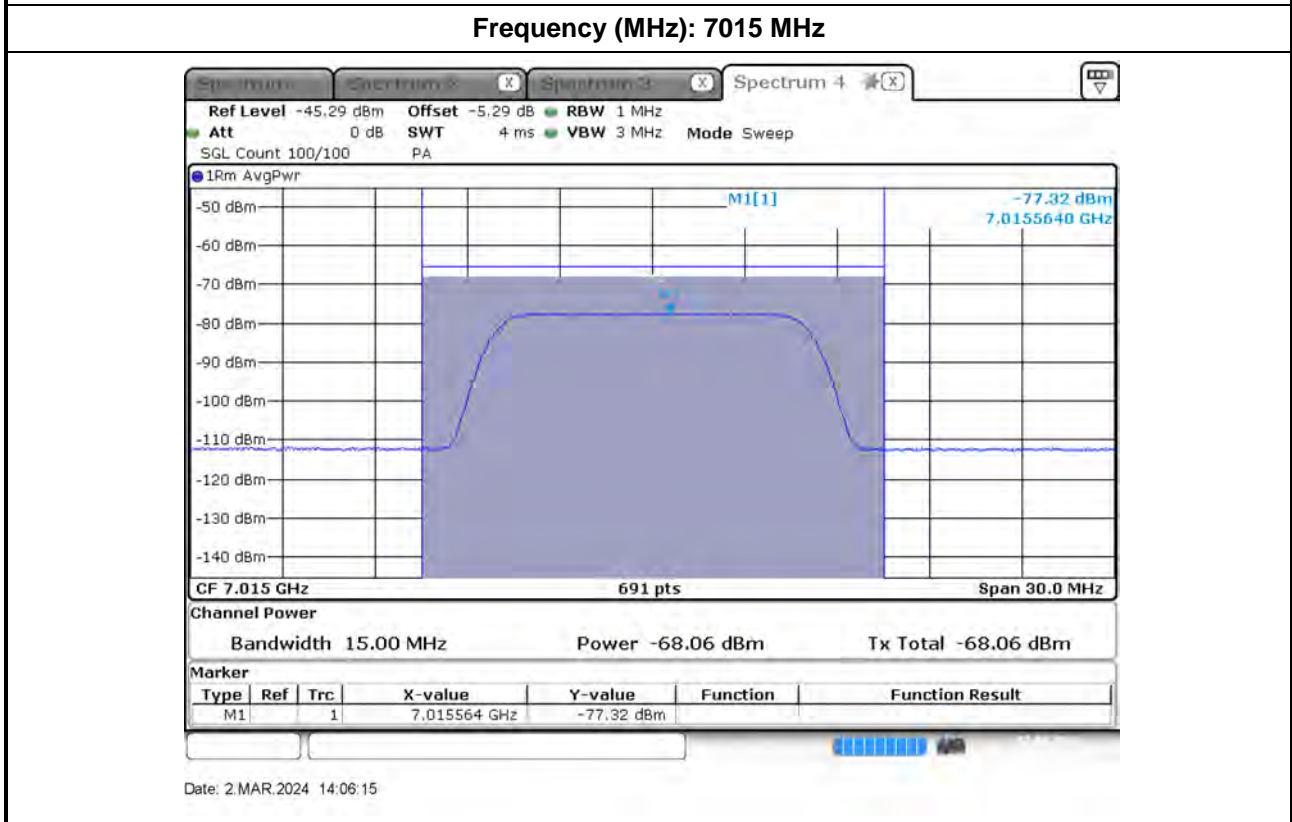 Frequency (MHz): 7015 MHz
Spectrum 4
Ref Level -45.29 dBm Offset -5.29 dB RBW 1 MHz
Att 0 dB SWT 4 ms VBW 3 MHz Mode Sweep
SGL Count 100/100 PA
1Rm AvgPwr
M1[1] -77.32 dBm
7.0155640 GHz
-50 dBm
-60 dBm
-70 dBm
-80 dBm
-90 dBm
-100 dBm
-110 dBm
-120 dBm
-130 dBm
-140 dBm
CF 7.015 GHz 691 pts Span 30.0 MHz
Channel Power
Bandwidth 15.00 MHz Power -68.06 dBm Tx Total -68.06 dBm
Marker
Type Ref Trc X-value Y-value Function Function Result
M1 1 7.015564 GHz -77.32 dBm
Date: 2.MAR.2024 14:06:15